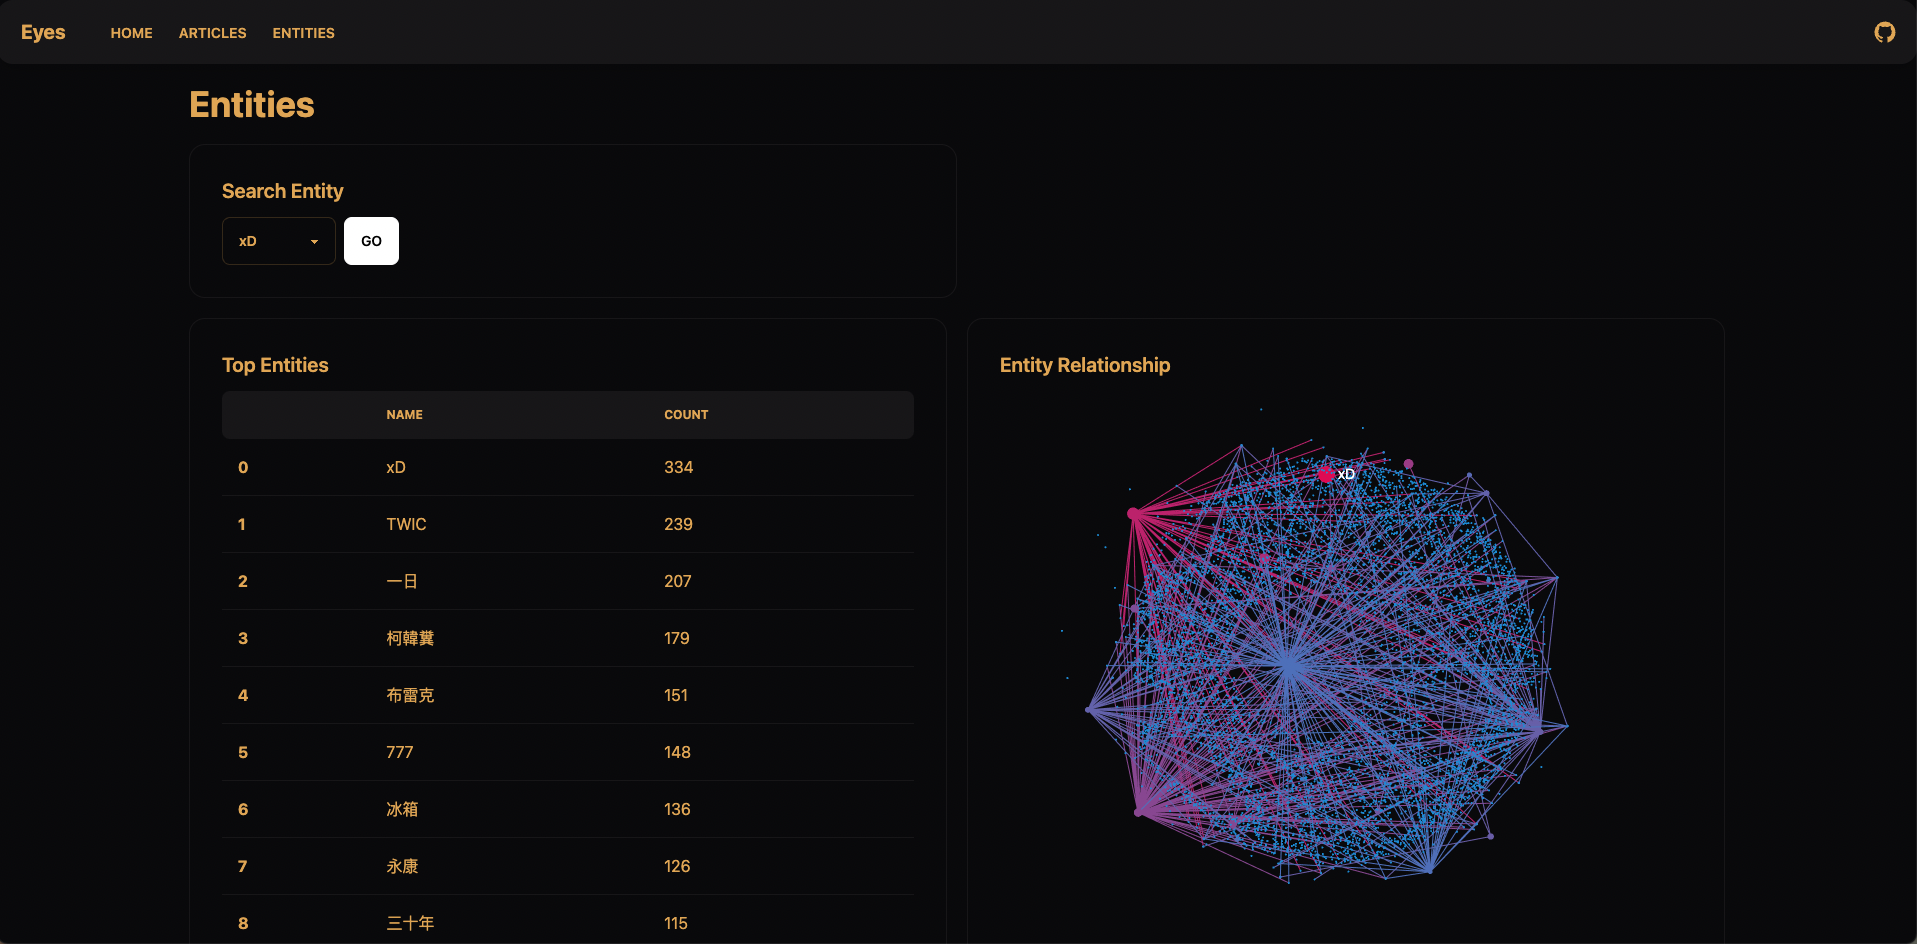 Eyes HOME ARTICLES ENTITIES
Entities
Search Entity
xD GO
Top Entities
NAME COUNT
0 xD 334
1 TWIC 239
2 一日 207
3 柯韓糞 179
4 布雷克 151
5 777 148
6 冰箱 136
7 永康 126
8 三十年 115
Entity Relationship
xD